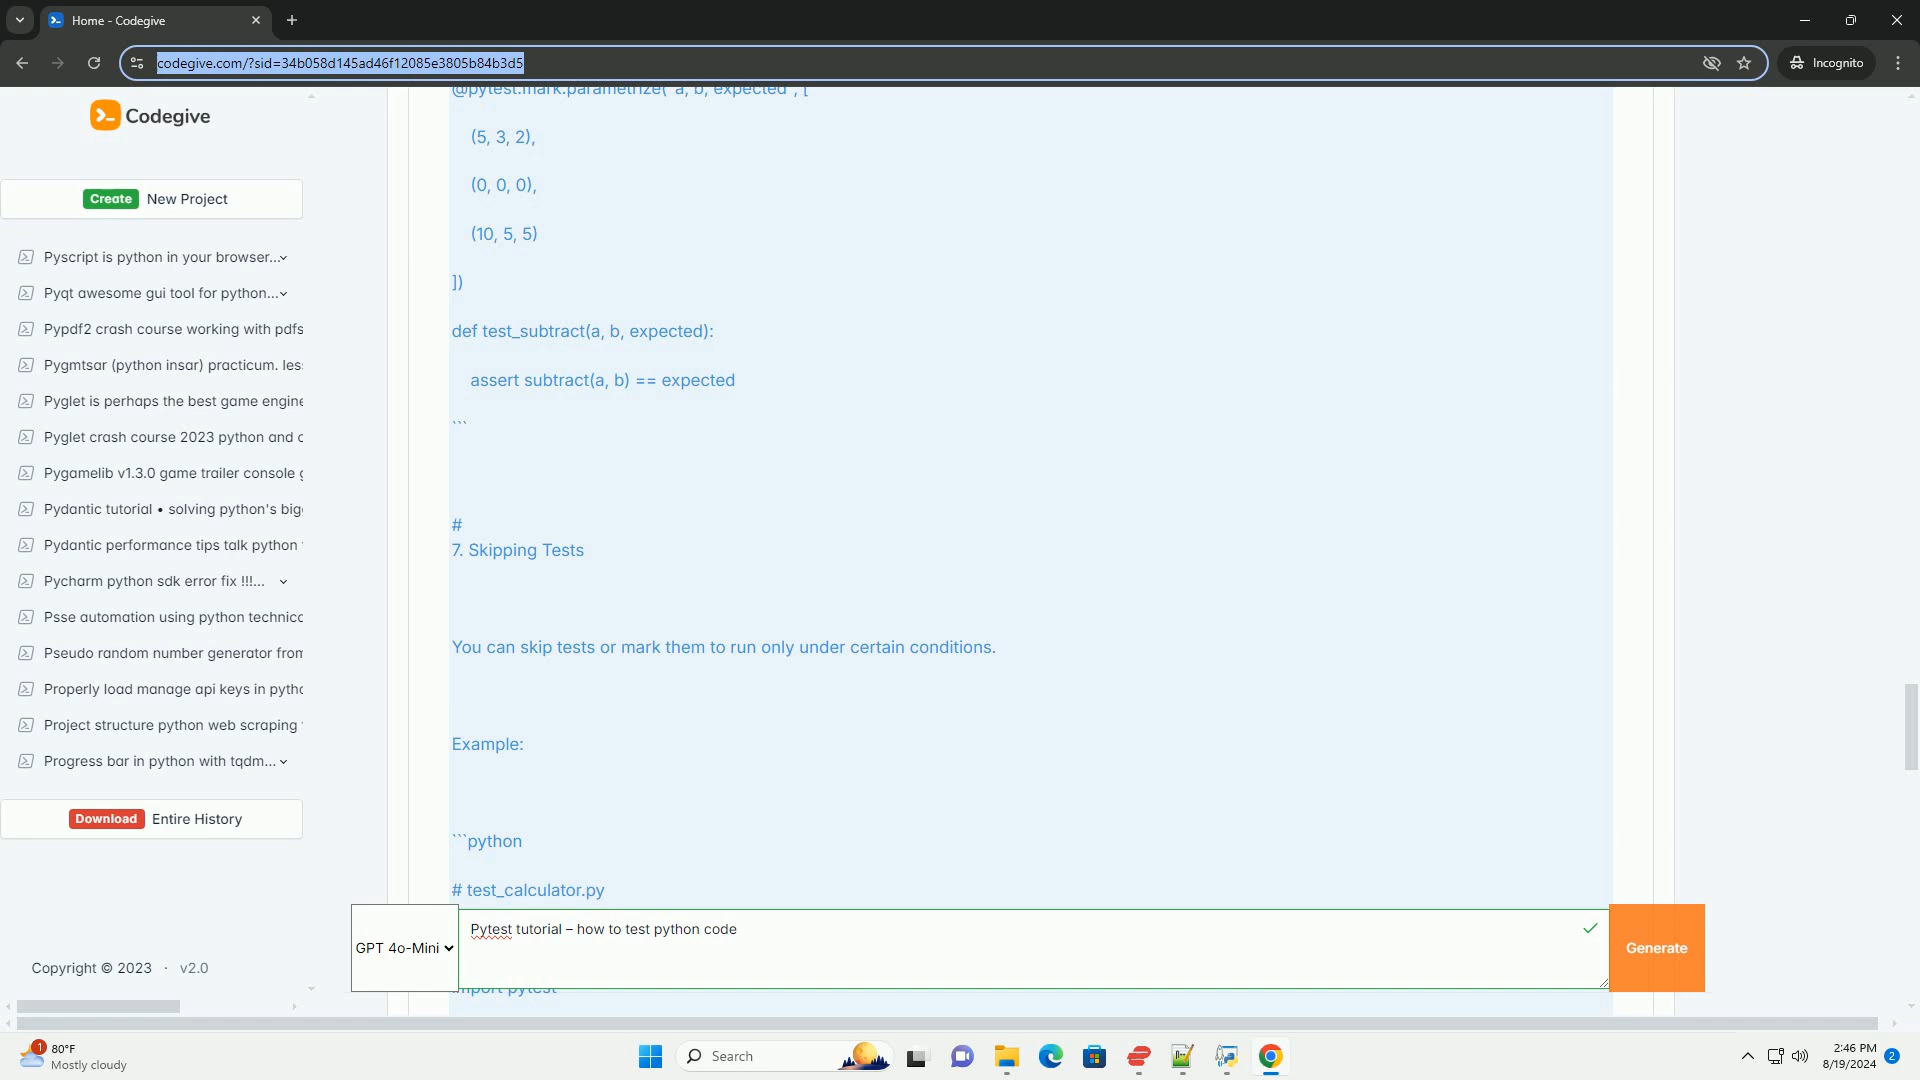 Home - Codegive
codegive.com/?sid=34b058d145ad46f12085e3805b84b3d5
Incognito
Codegive
Create New Project
Pyscript is python in your browser...
Pyqt awesome gui tool for python...
Pypdf2 crash course working with pdfs
Pygmtsar (python insar) practicum. les
Pyglet is perhaps the best game engine
Pyglet crash course 2023 python and
Pygamelib v1.3.0 game trailer console
Pydantic tutorial • solving python's big
Pydantic performance tips talk python
Pycharm python sdk error fix !!!...
Psse automation using python technic
Pseudo random number generator from
Properly load manage api keys in pytho
Project structure python web scraping
Progress bar in python with tqdm...
Download Entire History
Copyright © 2023 · v2.0
@pytest.mark.parametrize("a, b, expected", [
(5, 3, 2),
(0, 0, 0),
(10, 5, 5)
])
def test_subtract(a, b, expected):
assert subtract(a, b) == expected
```
#
7. Skipping Tests
You can skip tests or mark them to run only under certain conditions.
Example:
```python
# test_calculator.py
import pytest
GPT 4o-Mini
Pytest tutorial – how to test python code
Generate
1
80°F
Mostly cloudy
Search
2:46 PM
8/19/2024
2